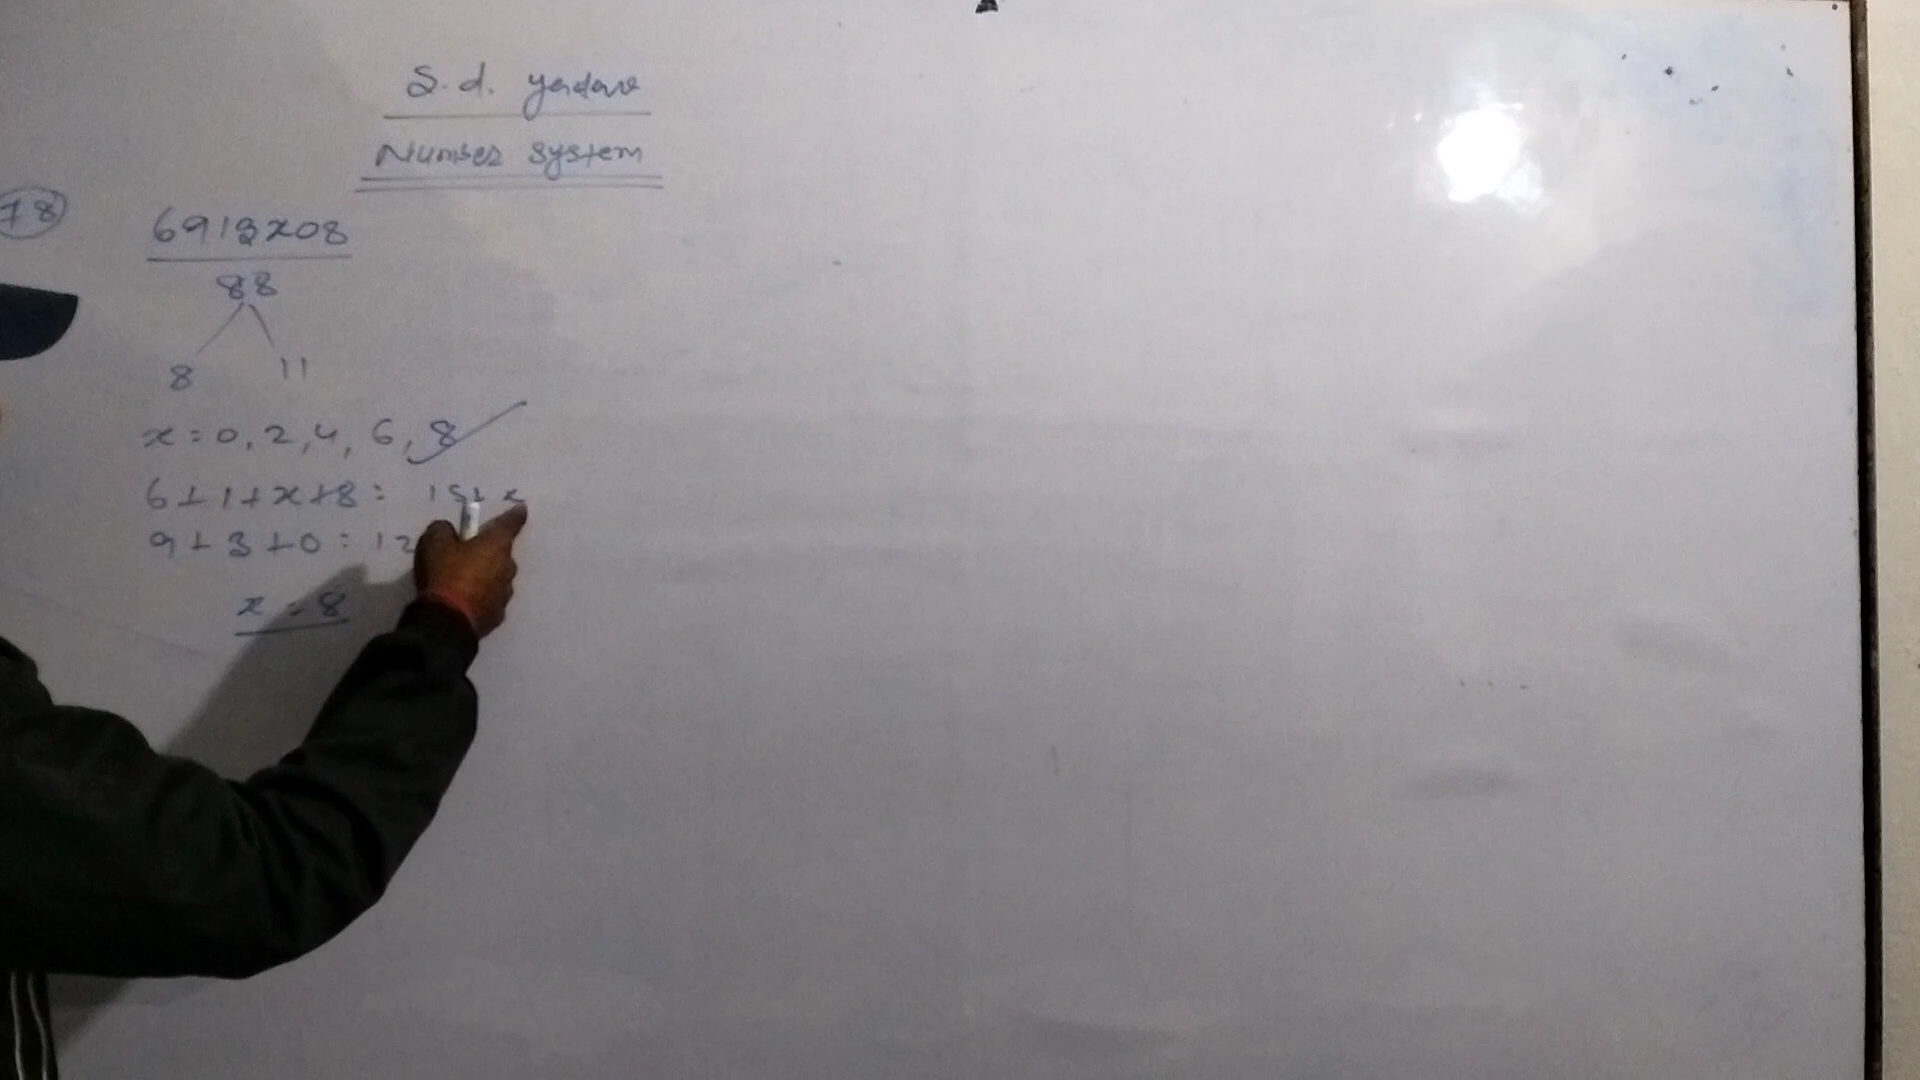 S.d. yadav
Number system
78
6913x08
88
8 11
x=0,2,4,6,8
6+1+x+8= 15+x
9+3+0=12
x=8